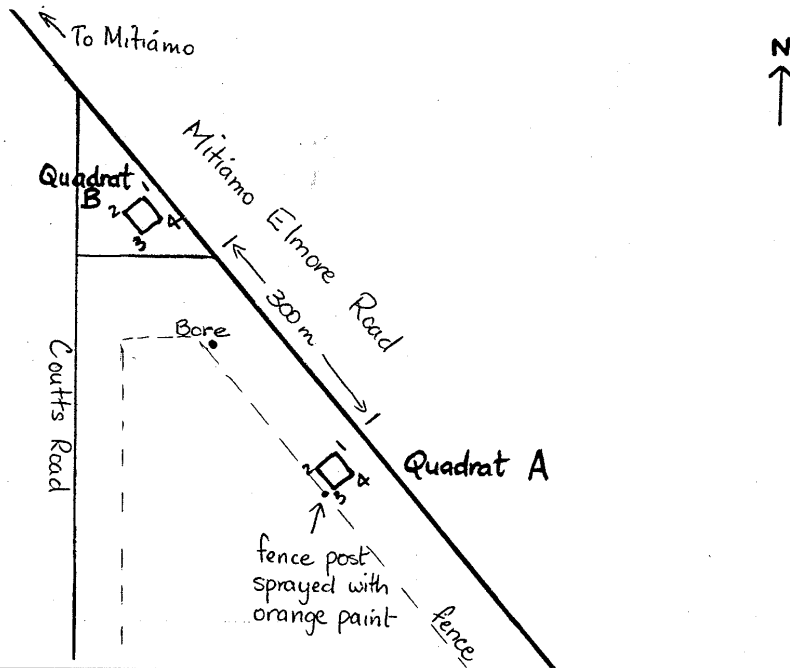 To Mitiámo
N
Mitiámo Elmore Road
Quadrat
B
1
2
3
4
300 m
Bore
Coutts Road
Quadrat A
1
2
3
4
fence post
sprayed with
orange paint
fence